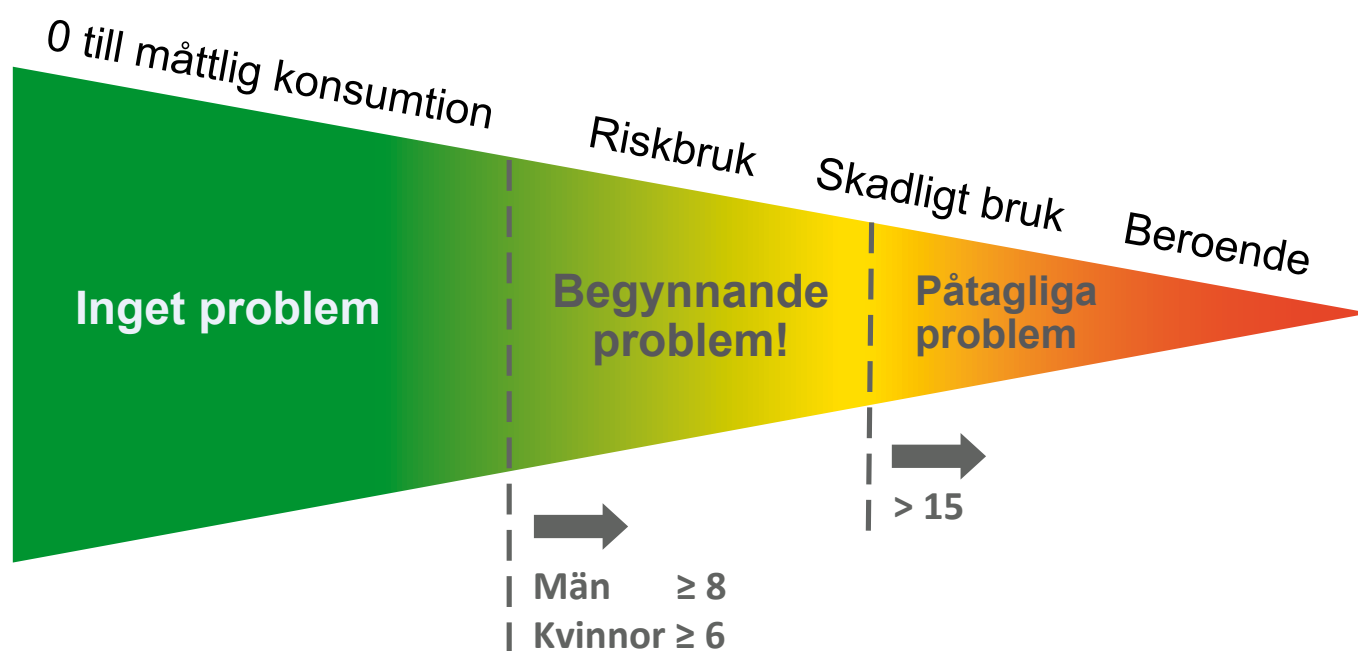 0 till måttlig konsumtion
Riskbruk
Skadligt bruk
Beroende
Inget problem
Begynnande
problem!
Påtagliga
problem
> 15
Män ≥ 8
Kvinnor ≥ 6